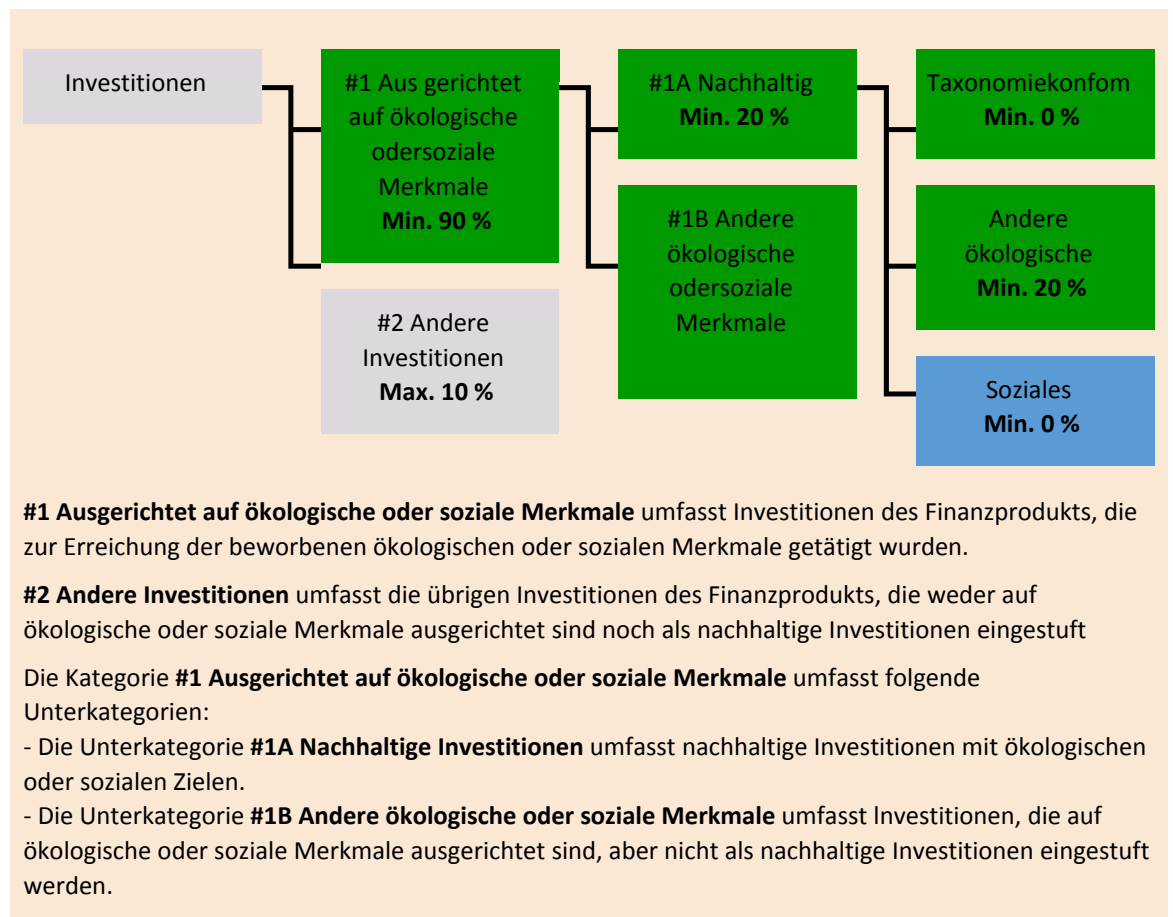 Investitionen
#1 Aus gerichtet
auf ökologische
odersoziale
Merkmale
Min. 90 %
#2 Andere
Investitionen
Max. 10 %
#1A Nachhaltig
Min. 20 %
#1B Andere
ökologische
odersoziale
Merkmale
Taxonomiekonfom
Min. 0 %
Andere
ökologische
Min. 20 %
Soziales
Min. 0 %
#1 Ausgerichtet auf ökologische oder soziale Merkmale umfasst Investitionen des Finanzprodukts, die
zur Erreichung der beworbenen ökologischen oder sozialen Merkmale getätigt wurden.
#2 Andere Investitionen umfasst die übrigen Investitionen des Finanzprodukts, die weder auf
ökologische oder soziale Merkmale ausgerichtet sind noch als nachhaltige Investitionen eingestuft
Die Kategorie #1 Ausgerichtet auf ökologische oder soziale Merkmale umfasst folgende
Unterkategorien:
- Die Unterkategorie #1A Nachhaltige Investitionen umfasst nachhaltige Investitionen mit ökologischen
oder sozialen Zielen.
- Die Unterkategorie #1B Andere ökologische oder soziale Merkmale umfasst lnvestitionen, die auf
ökologische oder soziale Merkmale ausgerichtet sind, aber nicht als nachhaltige Investitionen eingestuft
werden.